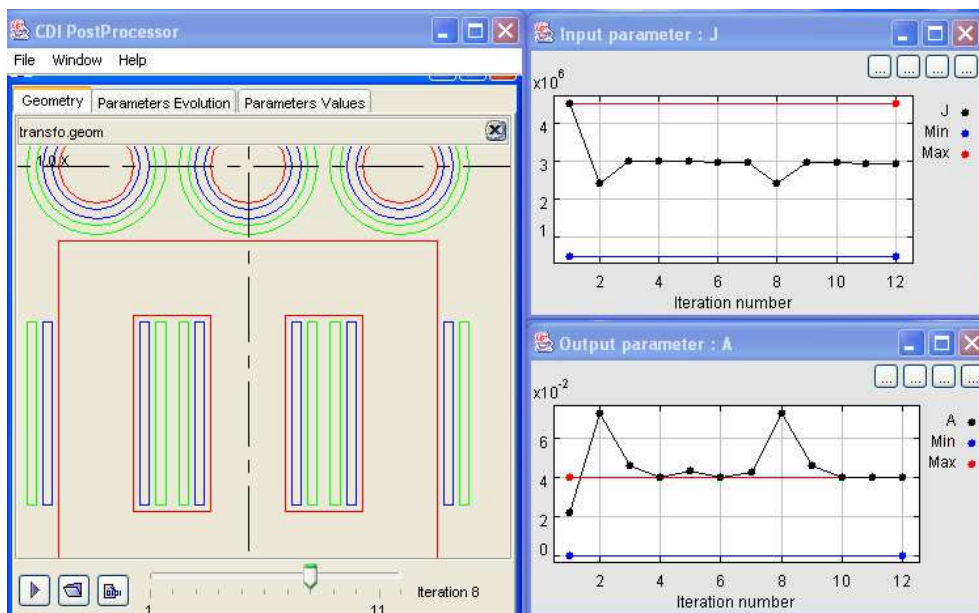 CDI PostProcessor
File Window Help
Geometry Parameters Evolution Parameters Values
transfo.geom
1.0 X
Iteration 8
1 11
Input parameter : J
... ... ... ...
x10^6
4
3
2
1
2 4 6 8 10 12
Iteration number
J
Min
Max
Output parameter : A
... ... ... ...
x10^-2
6
4
2
0
2 4 6 8 10 12
Iteration number
A
Min
Max